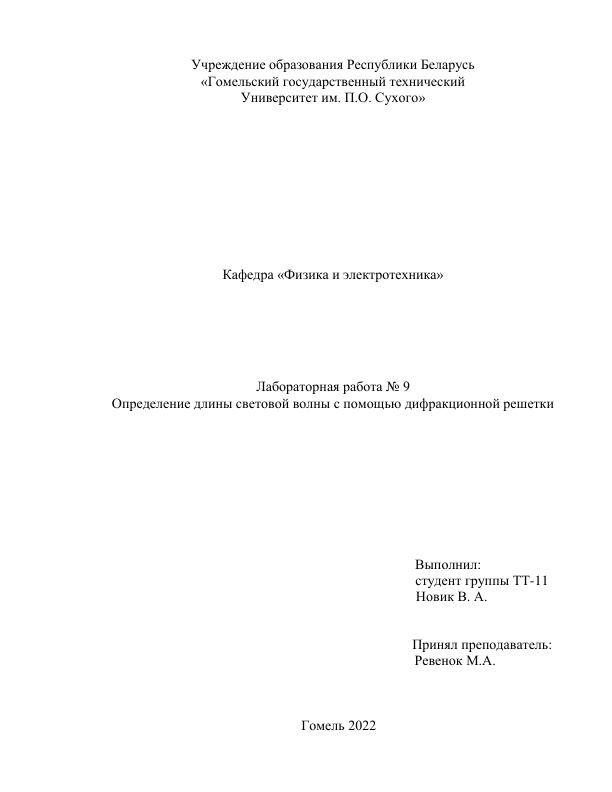 Учреждение образования Республики Беларусь
«Гомельский государственный технический
Университет им. П.О. Сухого»
Кафедра «Физика и электротехника»
Лабораторная работа № 9
Определение длины световой волны с помощью дифракционной решетки
Выполнил:
студент группы ТТ-11
Новик В. А.
Принял преподаватель:
Ревенок М.А.
Гомель 2022